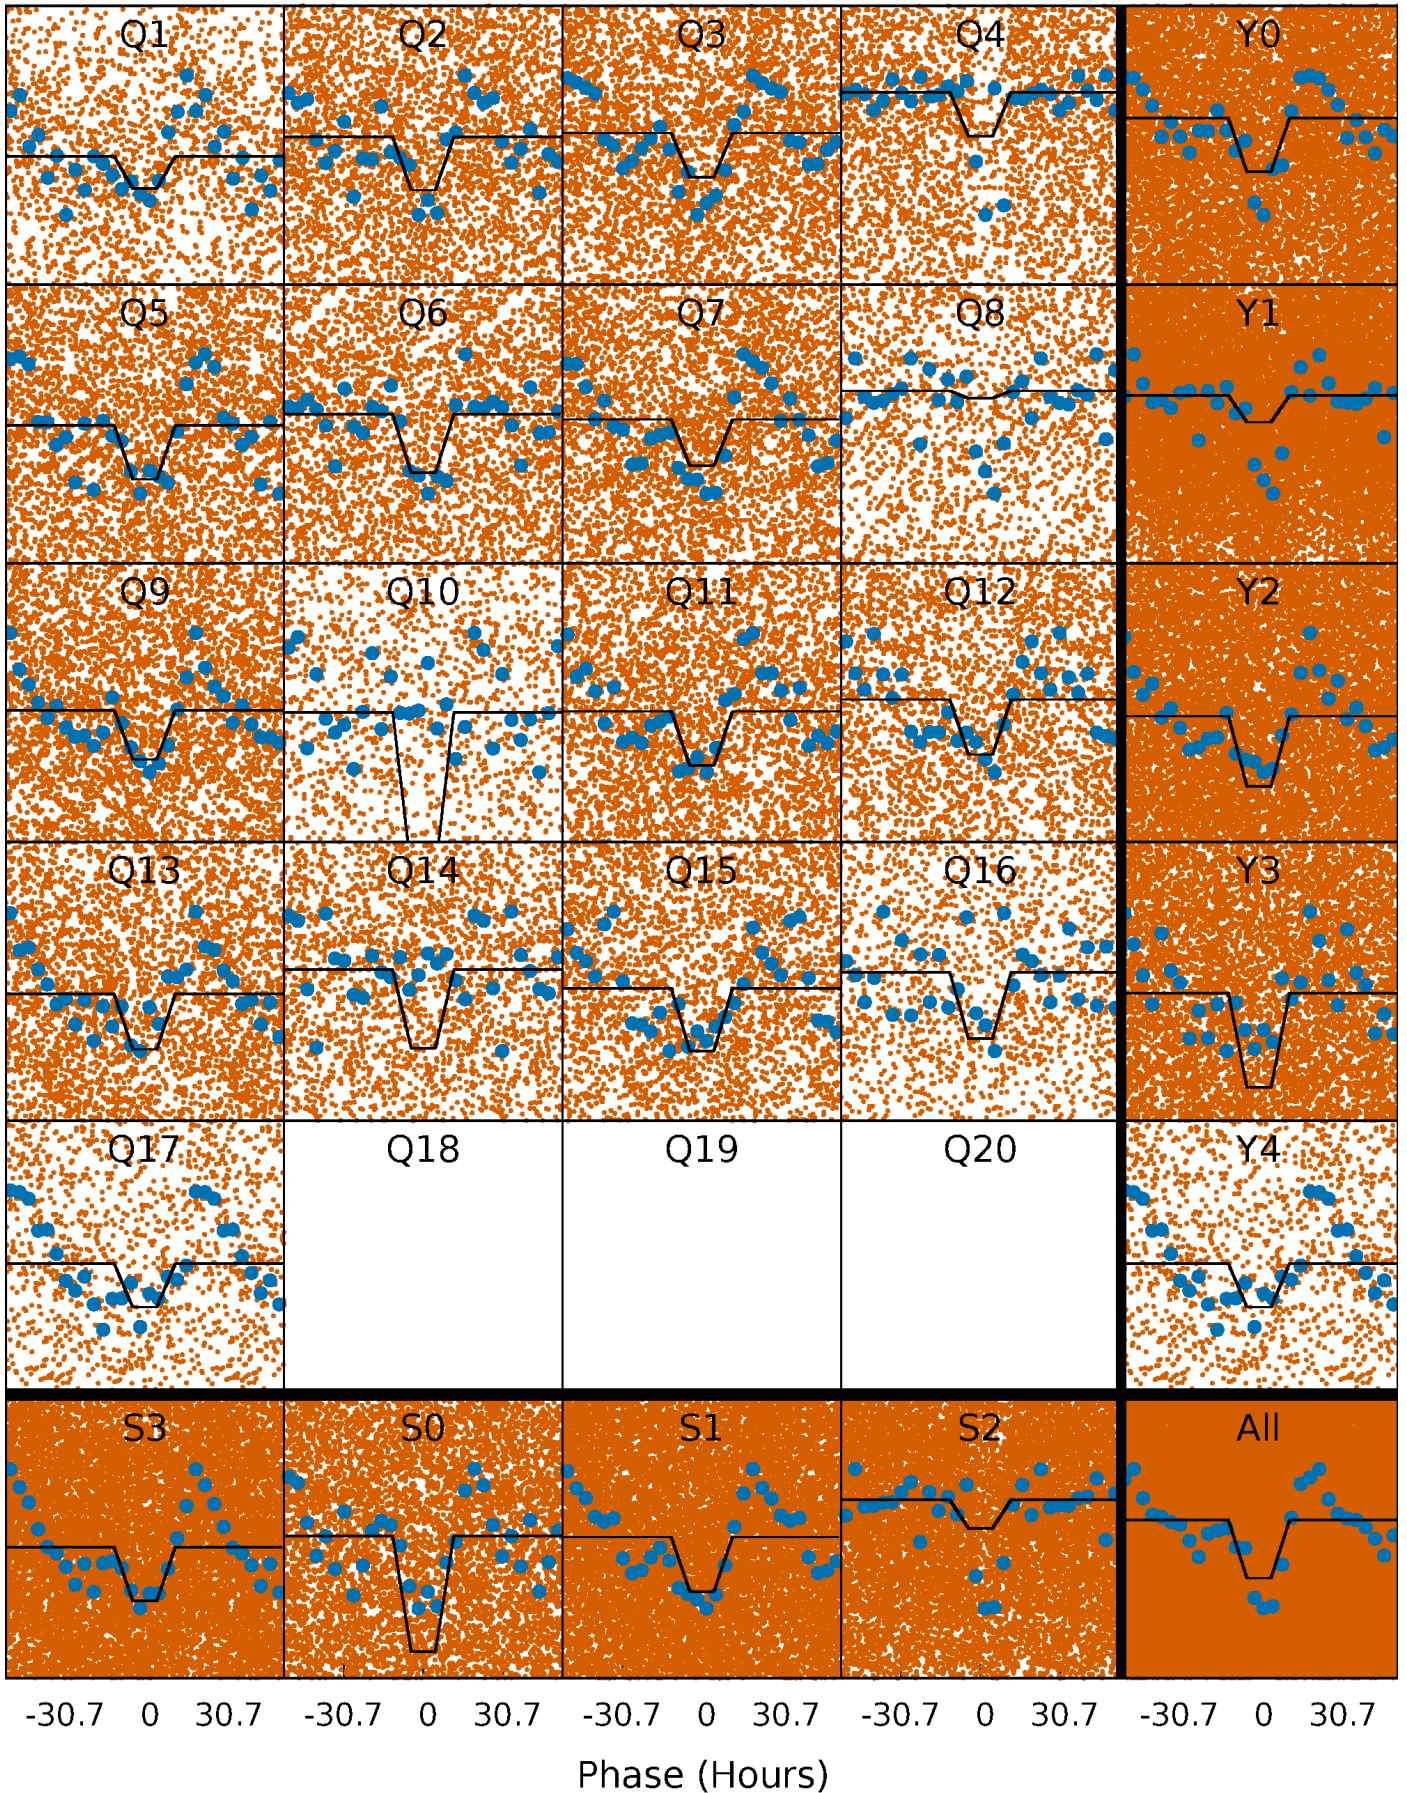 Q1 Q2 Q3 Q4 Y0
Q5 Q6 Q7 Q8 Y1
Q9 Q10 Q11 Q12 Y2
Q13 Q14 Q15 Q16 Y3
Q17 Q18 Q19 Q20 Y4
S3 S0 S1 S2 All
-30.7 0 30.7 -30.7 0 30.7 -30.7 0 30.7 -30.7 0 30.7 -30.7 0 30.7
Phase (Hours)